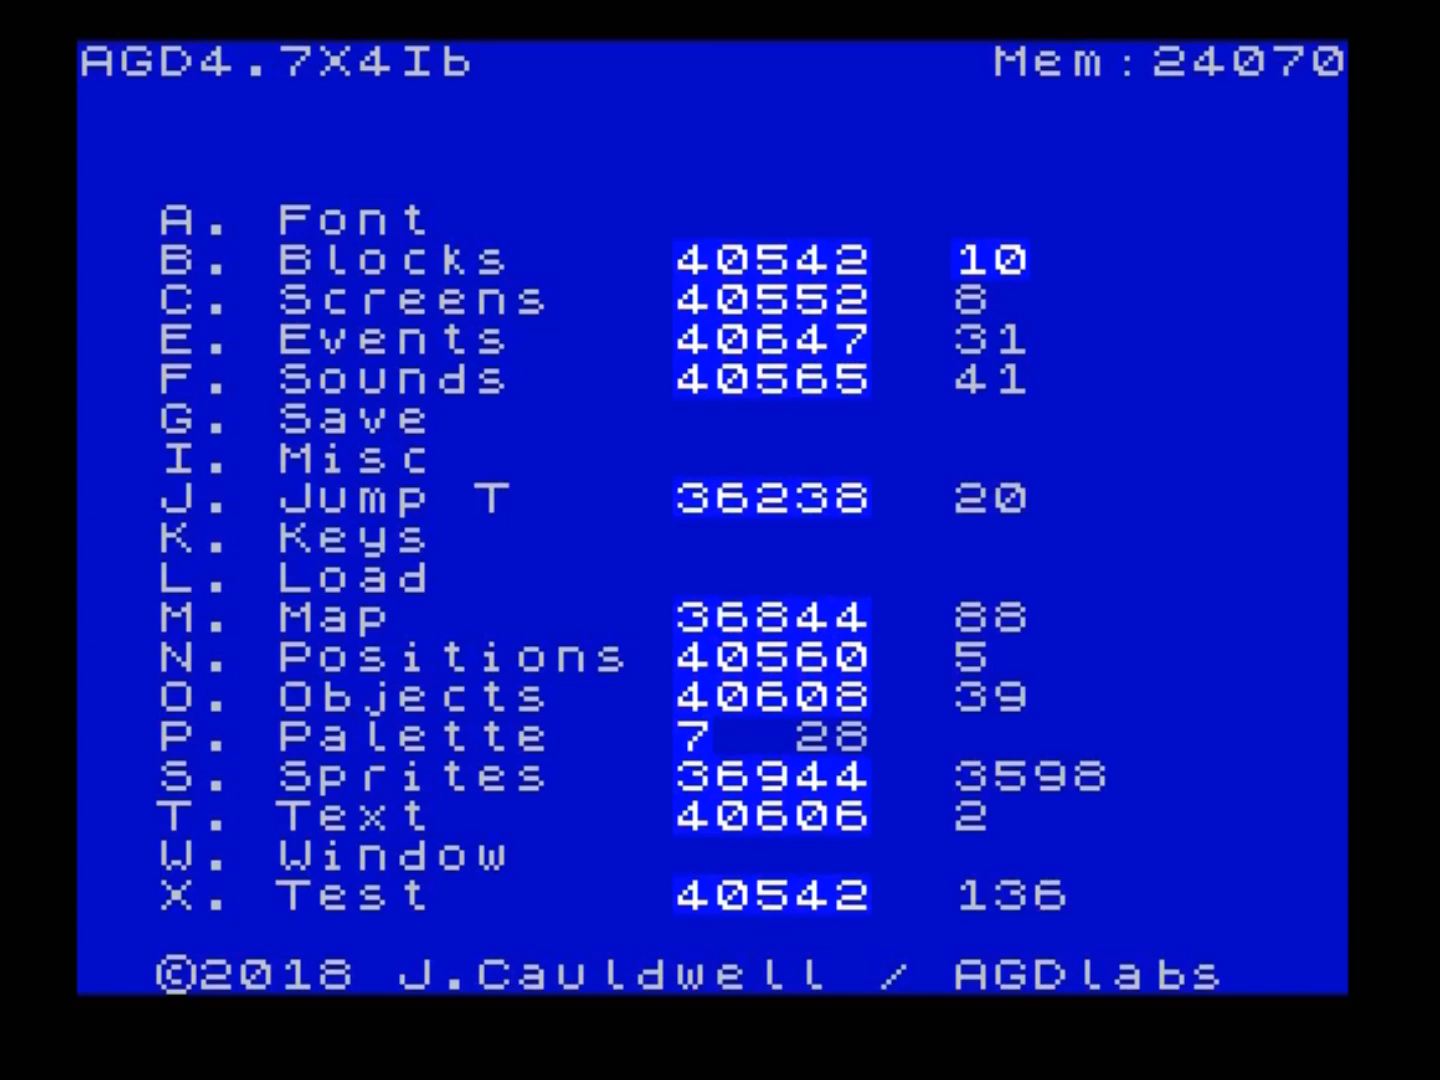 AGD4.7X4Ib Mem:24070
A. Font
B. Blocks 40542 10
C. Screens 40552 8
E. Events 40647 31
F. Sounds 40565 41
G. Save
I. Misc
J. Jump T 36238 20
K. Keys
L. Load
M. Map 36844 88
N. Positions 40560 5
O. Objects 40608 39
P. Palette 7 28
S. Sprites 36944 3598
T. Text 40606 2
W. Window
X. Test 40542 136
©2018 J.Cauldwell / AGDlabs